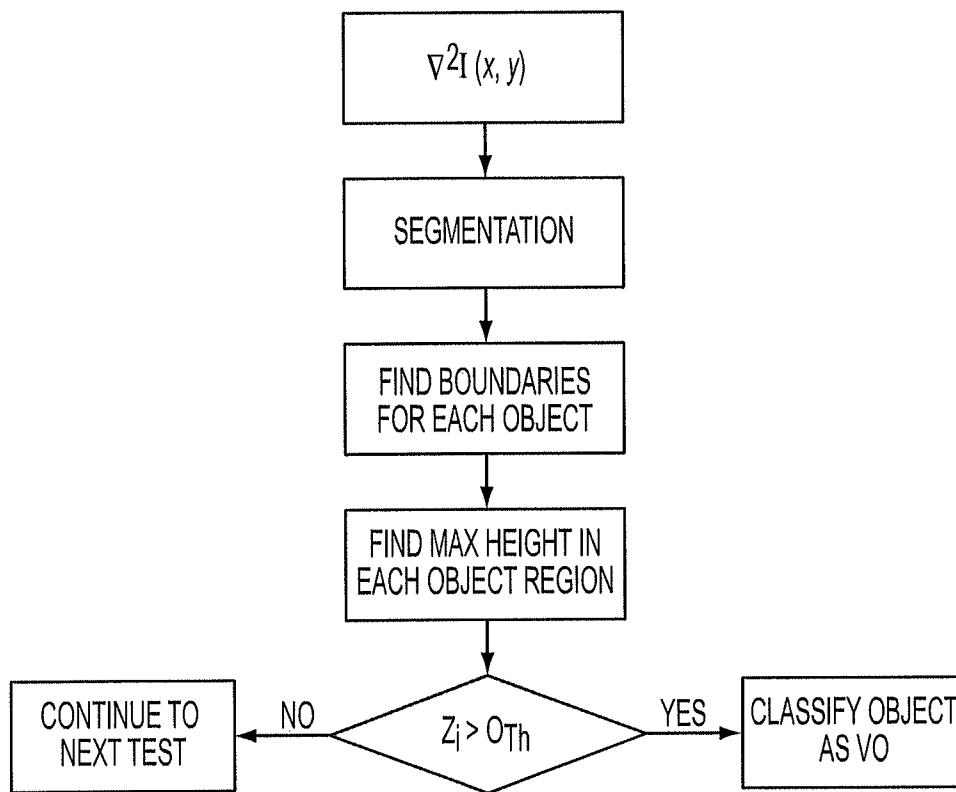 ∇²I (x, y)
SEGMENTATION
FIND BOUNDARIES
FOR EACH OBJECT
FIND MAX HEIGHT IN
EACH OBJECT REGION
CONTINUE TO
NEXT TEST
NO
Zi > OTh
YES
CLASSIFY OBJECT
AS VO